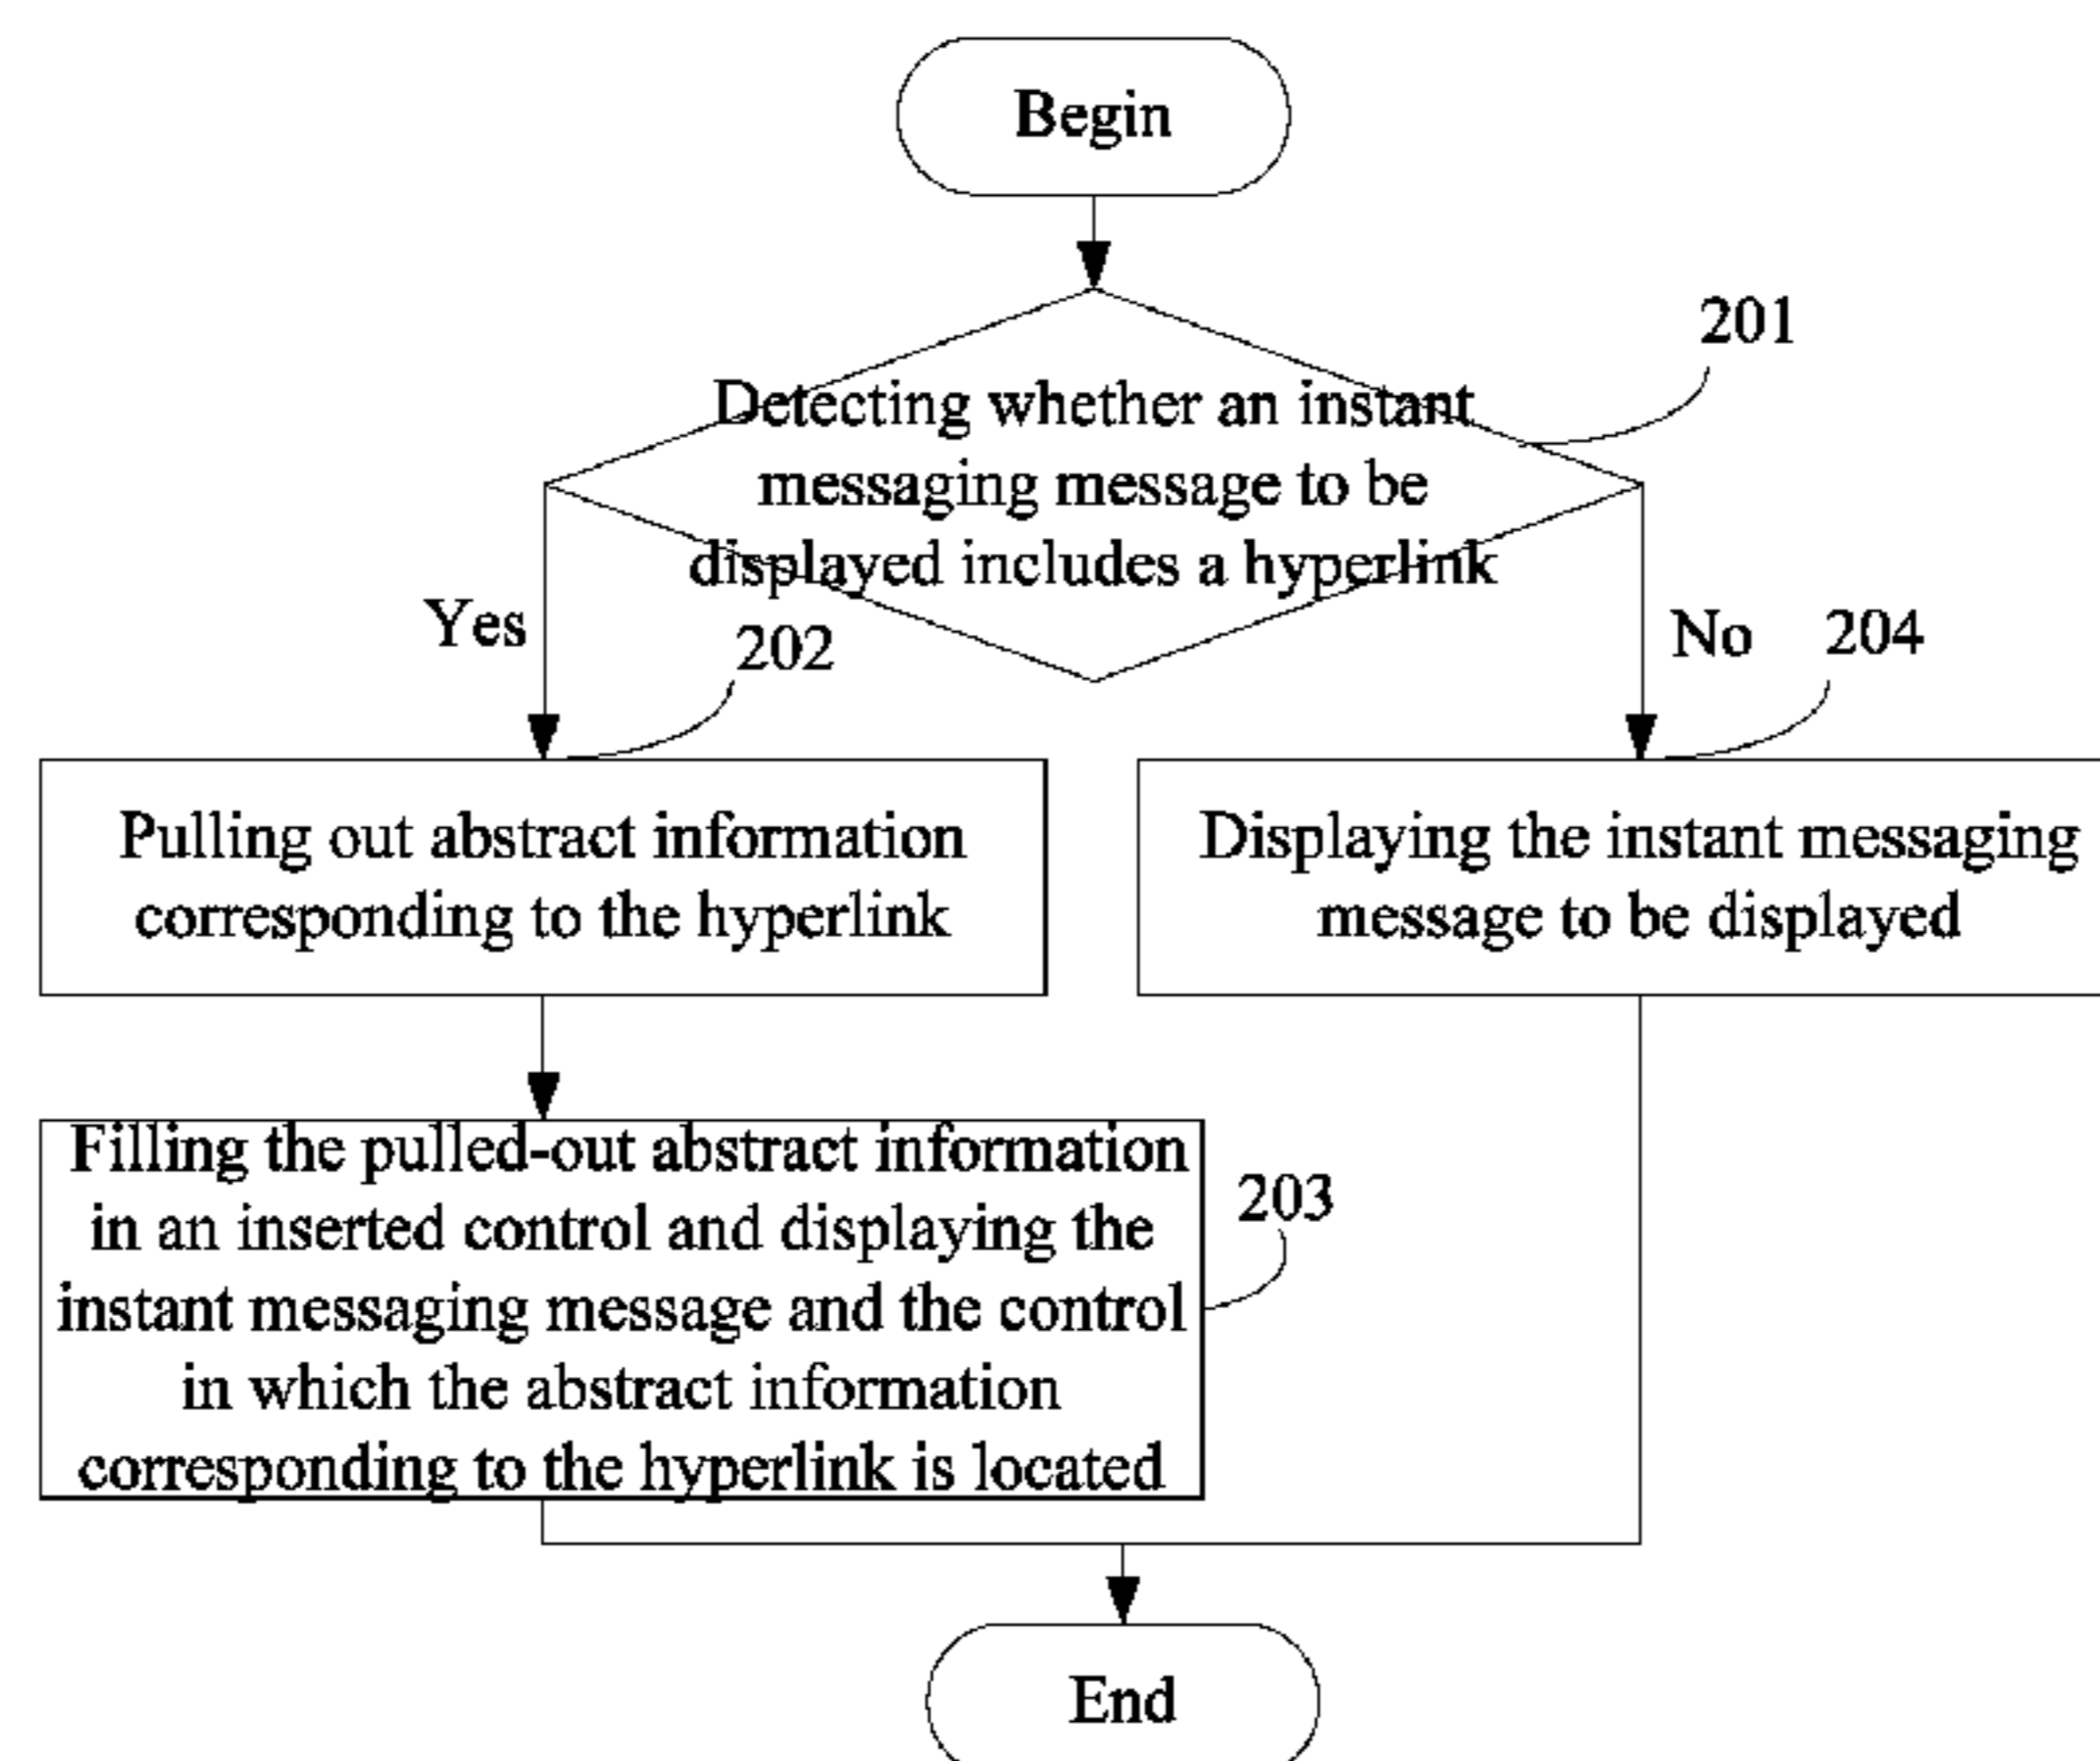 Begin
201
Detecting whether an instant
messaging message to be
displayed includes a hyperlink
Yes
202
No
204
Pulling out abstract information
corresponding to the hyperlink
Displaying the instant messaging
message to be displayed
Filling the pulled-out abstract information
in an inserted control and displaying the
instant messaging message and the control
in which the abstract information
corresponding to the hyperlink is located
203
End